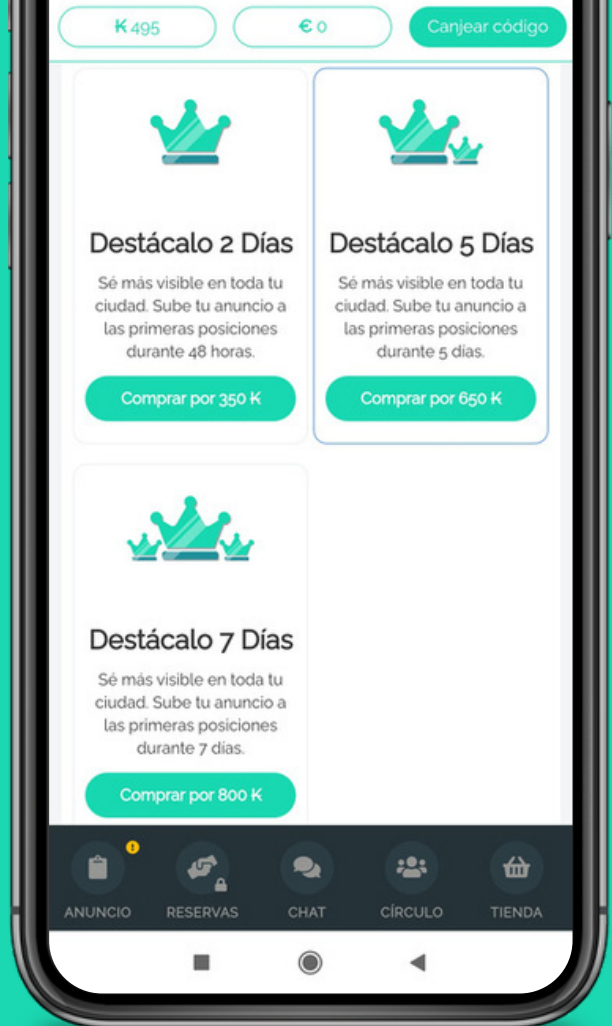 ₭ 495
€ 0
Canjear código
Destácalo 2 Días
Sé más visible en toda tu
ciudad. Sube tu anuncio a
las primeras posiciones
durante 48 horas.
Comprar por 350 ₭
Destácalo 5 Días
Sé más visible en toda tu
ciudad. Sube tu anuncio a
las primeras posiciones
durante 5 días.
Comprar por 650 ₭
Destácalo 7 Días
Sé más visible en toda tu
ciudad. Sube tu anuncio a
las primeras posiciones
durante 7 días.
Comprar por 800 ₭
ANUNCIO
RESERVAS
CHAT
CÍRCULO
TIENDA